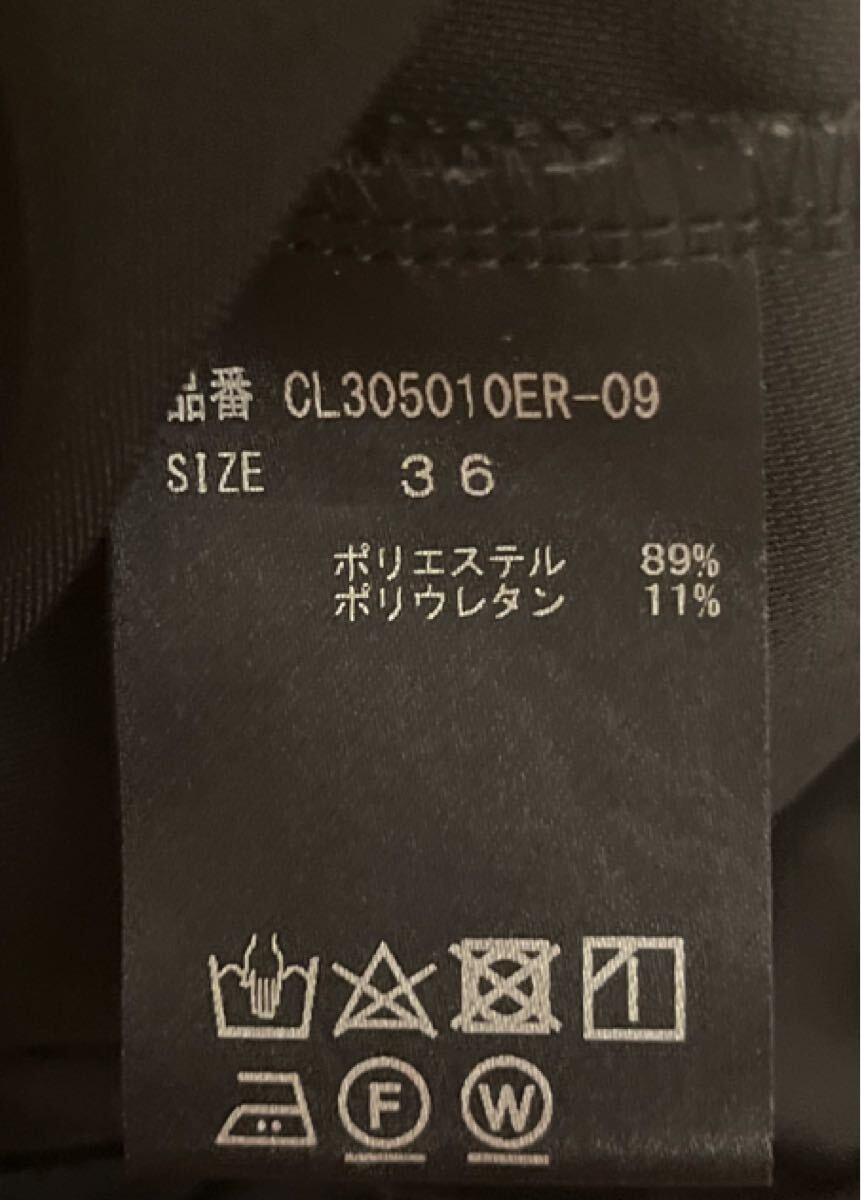 品番 CL305010ER-09
SIZE 36
ポリエステル 89%
ポリウレタン 11%
F W